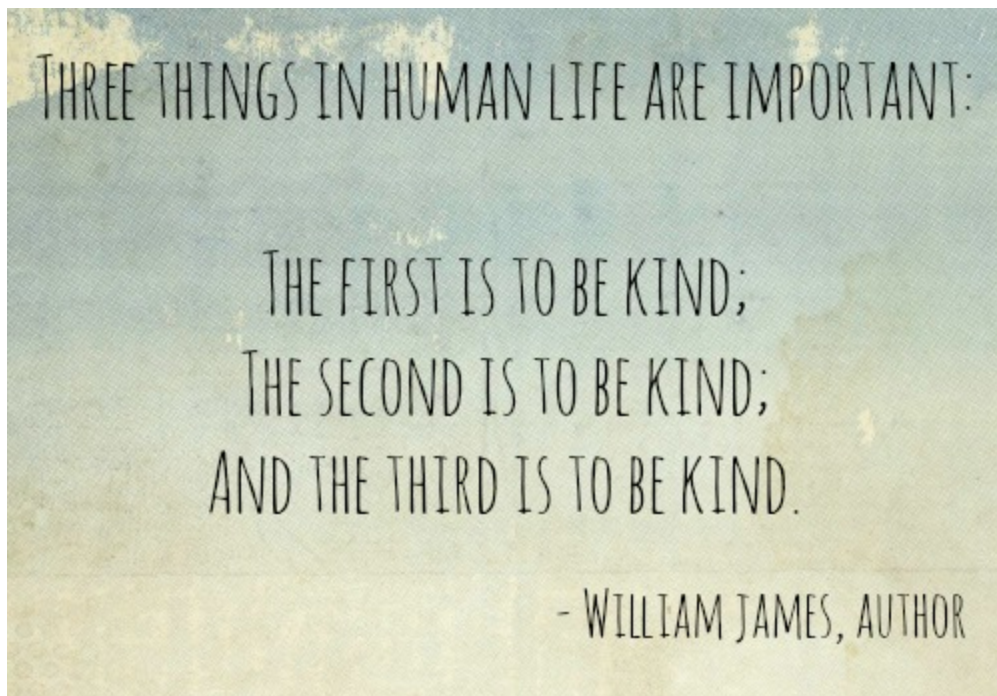 Three things in human life are important:
The first is to be kind;
The second is to be kind;
And the third is to be kind.
- William James, author